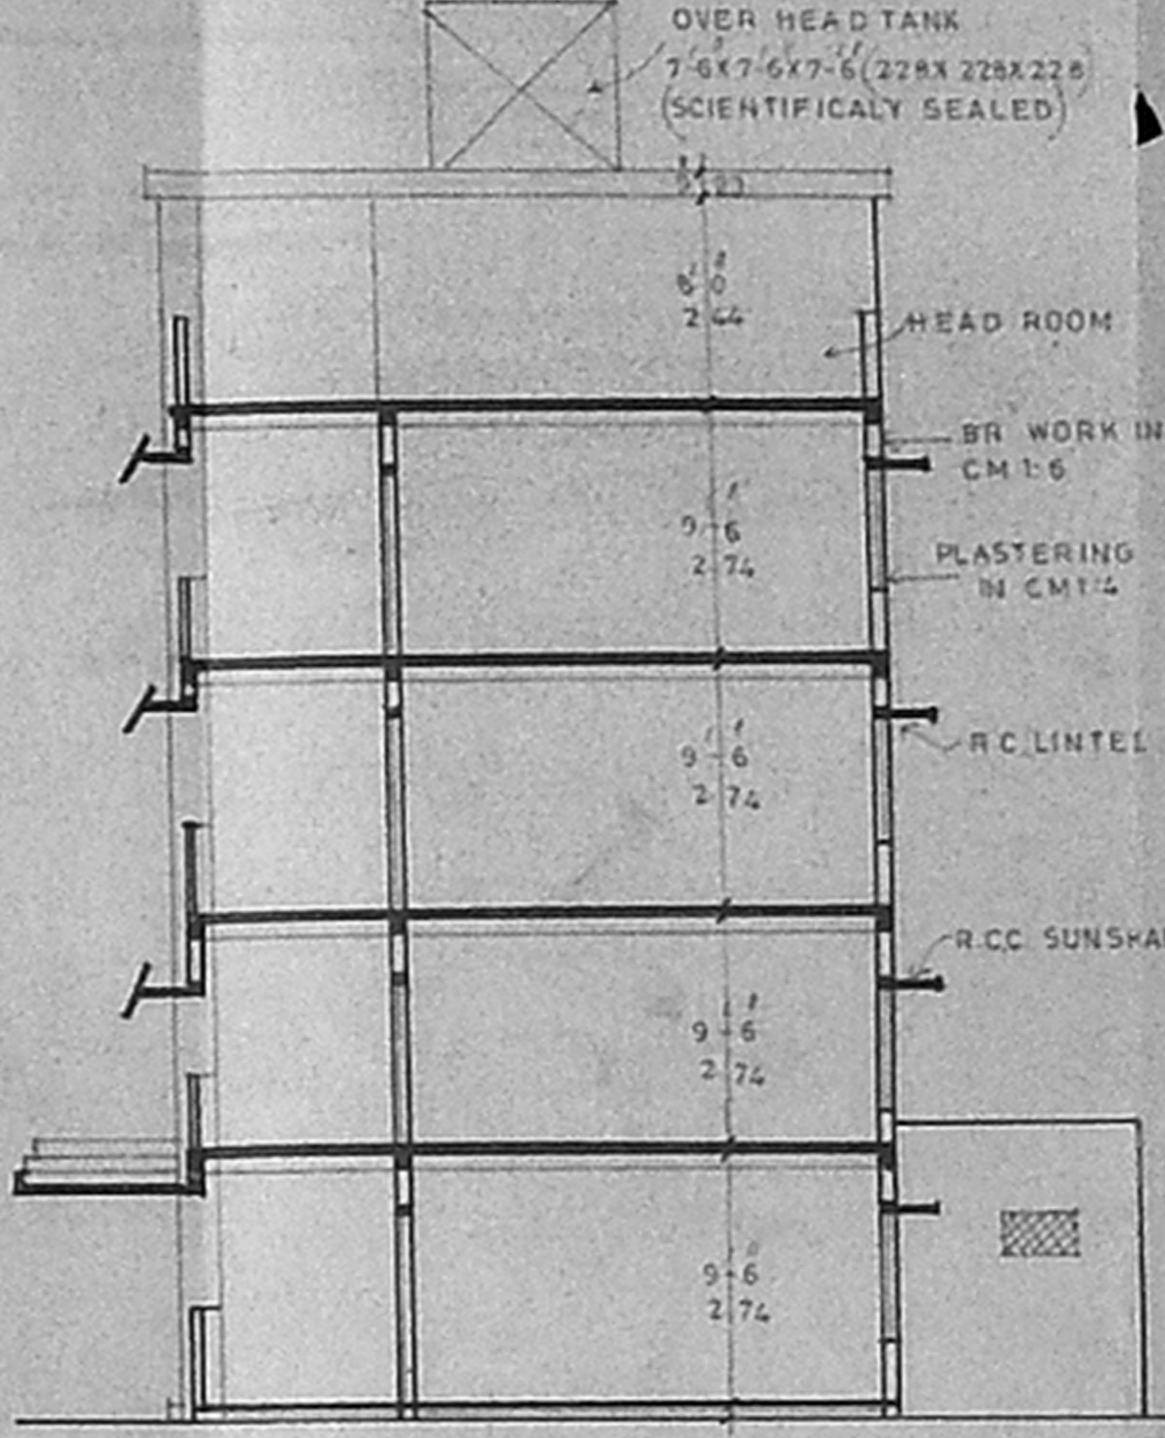 OVER HEAD TANK
7'-6"x7'-6"x7'-6"(228X 228X228)
(SCIENTIFICALY SEALED)
8'-0"
2.44
HEAD ROOM
BR WORK IN
CM 1:6
9'-6"
2.74
PLASTERING
IN CM 1:4
9'-6"
2.74
R C LINTEL
R.C.C. SUNSHA
9'-6"
2.74
9'-6"
2.74